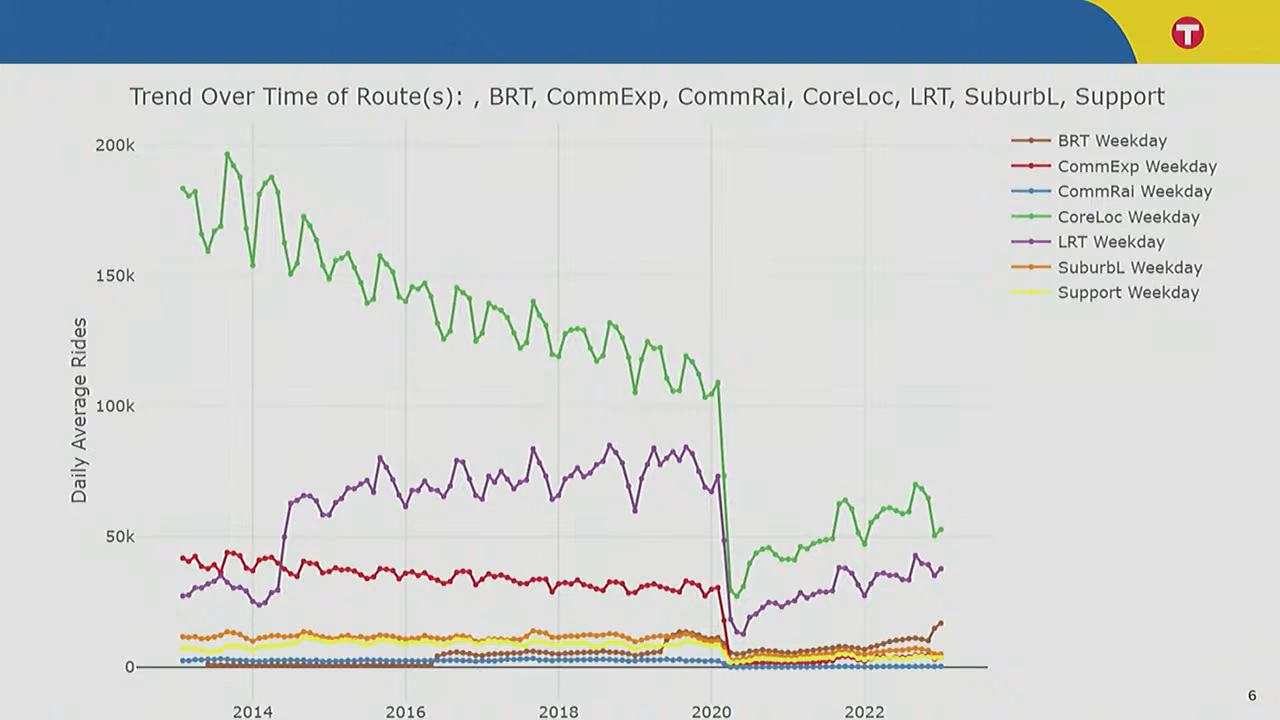 T
Trend Over Time of Route(s): , BRT, CommExp, CommRai, CoreLoc, LRT, SuburbL, Support
200k
150k
100k
50k
0
Daily Average Rides
2014 2016 2018 2020 2022
BRT Weekday
CommExp Weekday
CommRai Weekday
CoreLoc Weekday
LRT Weekday
SuburbL Weekday
Support Weekday
6